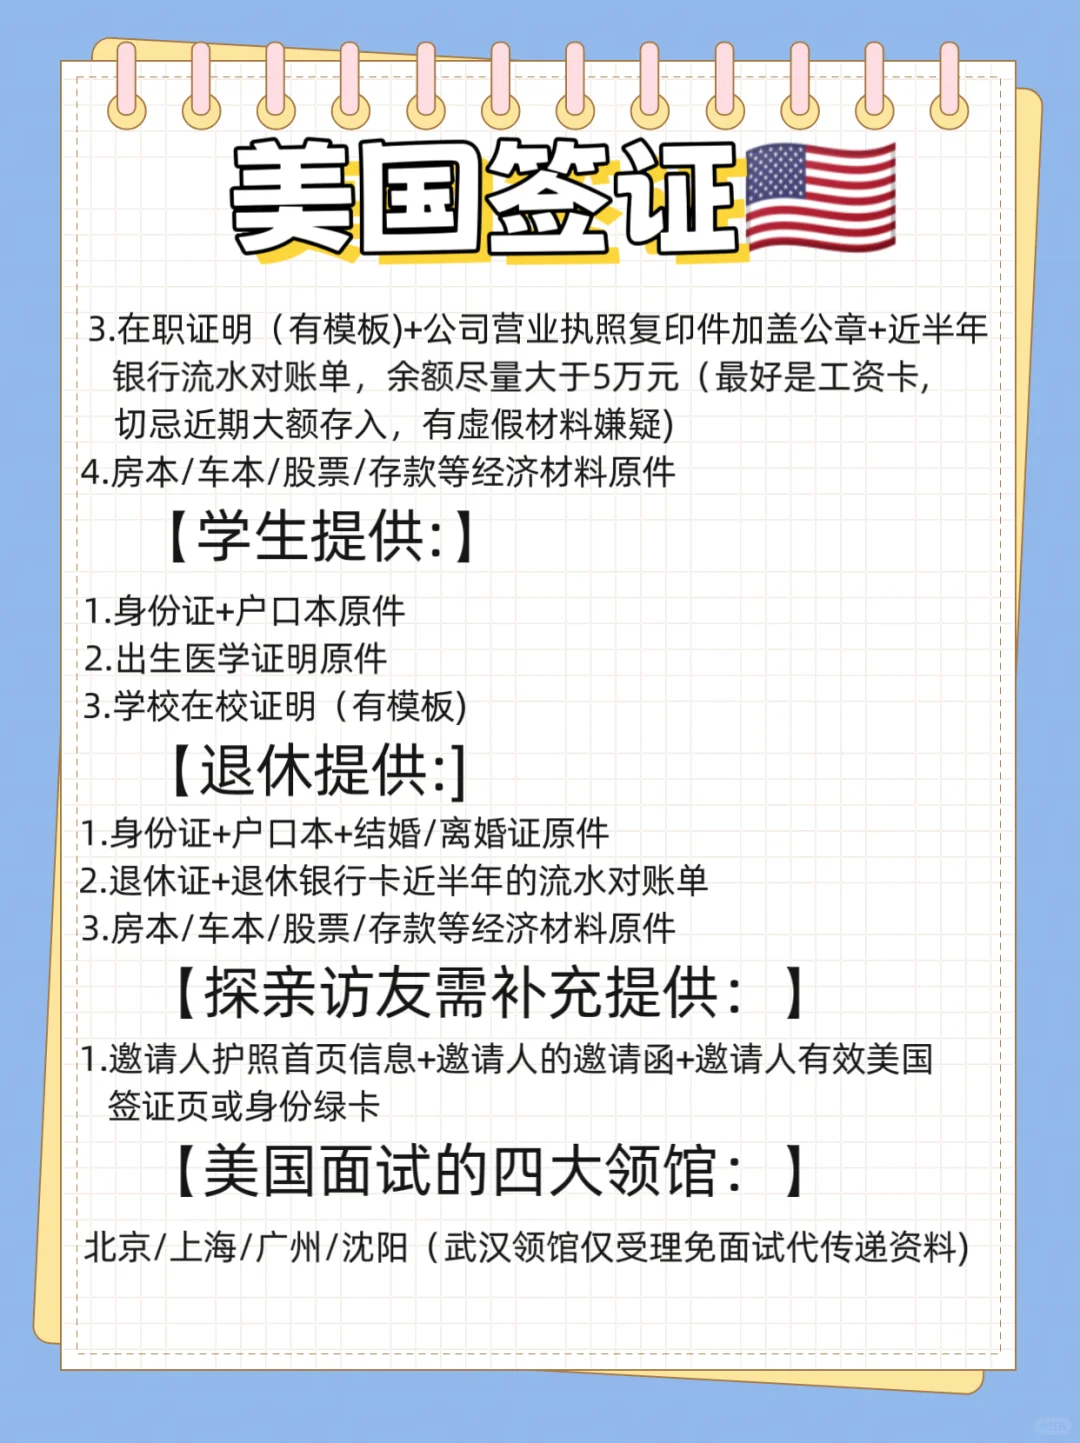 美国签证
3.在职证明（有模板)+公司营业执照复印件加盖公章+近半年
银行流水对账单，余额尽量大于5万元（最好是工资卡,
切忌近期大额存入，有虚假材料嫌疑)
4.房本/车本/股票/存款等经济材料原件
【学生提供:】
1.身份证+户口本原件
2.出生医学证明原件
3.学校在校证明（有模板)
【退休提供:]
1.身份证+户口本+结婚/离婚证原件
2.退休证+退休银行卡近半年的流水对账单
3.房本/车本/股票/存款等经济材料原件
【探亲访友需补充提供：】
1.邀请人护照首页信息+邀请人的邀请函+邀请人有效美国
签证页或身份绿卡
【美国面试的四大领馆：】
北京/上海/广州/沈阳（武汉领馆仅受理免面试代传递资料)